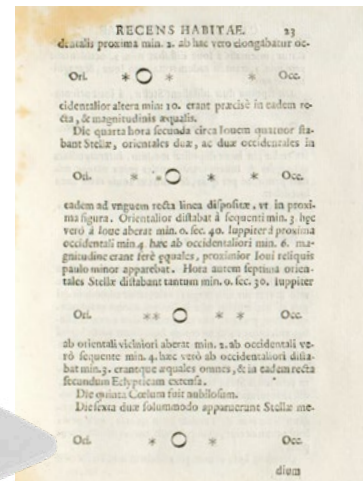 RECENS HABITAE. 23
dentalis proxima min. 2. ab hac vero elongabatur oc-
Ori. * O * * Occ.
cidentalior altera min: 10. erant præcisè in eadem re-
cta, & magnitudinis æqualis.
Die quarta hora secunda circa Iouem quatuor sta-
bant Stellæ, orientales duæ, ac duæ occidentales in
Ori. * * O * * Occ.
eadem ad vnguem recta linea dispositæ, vt in proxi-
ma figura. Orientalior distabat à sequenti min. 3. hęc
verò à Ioue aberat min. 0. sec. 40. Iuppiter à proxima
occidentali min. 4. hæc ab occidentaliori min. 6. ma-
gnitudine erant ferè ęquales, proximior Ioui reliquis
paulo minor apparebat. Hora autem septima orien-
tales Stellæ distabant tantum min. 0. sec. 30. Iuppiter
Ori. ** O * * Occ.
ab orientali viciniori aberat min. 2. ab occidentali ve-
rò sequente min. 4. hæc verò ab occidentaliori dista-
bat min. 3. erantque æquales omnes, & in eadem recta
secundum Eclypticam extensa.
Die quinta Cœlum fuit nubilosum.
Die sexta duæ solummodo apparuerunt Stellæ me-
Ori. * O * Occ.
dium